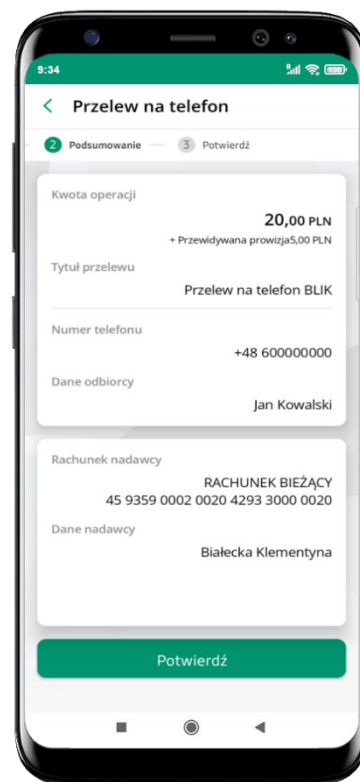 9:34
Przelew na telefon
2 Podsumowanie 3 Potwierdź
Kwota operacji
20,00 PLN
+ Przewidywana prowizja5,00 PLN
Tytuł przelewu
Przelew na telefon BLIK
Numer telefonu
+48 600000000
Dane odbiorcy
Jan Kowalski
Rachunek nadawcy
RACHUNEK BIEŻĄCY
45 9359 0002 0020 4293 3000 0020
Dane nadawcy
Białecka Klementyna
Potwierdź